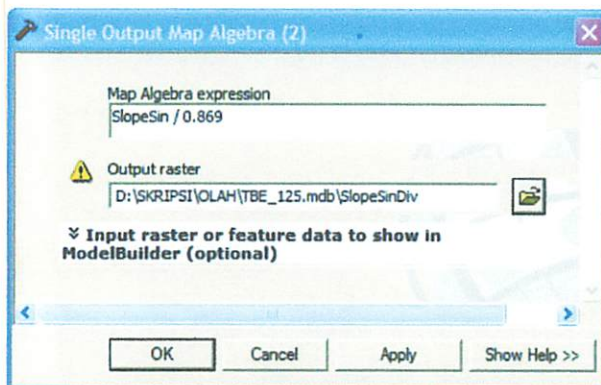 Single Output Map Algebra (2)
Map Algebra expression
SlopeSin / 0.869
Output raster
D:\SKRIPSI\OLAH\TBE_125.mdb\SlopeSinDiv
Input raster or feature data to show in
ModelBuilder (optional)
OK
Cancel
Apply
Show Help >>